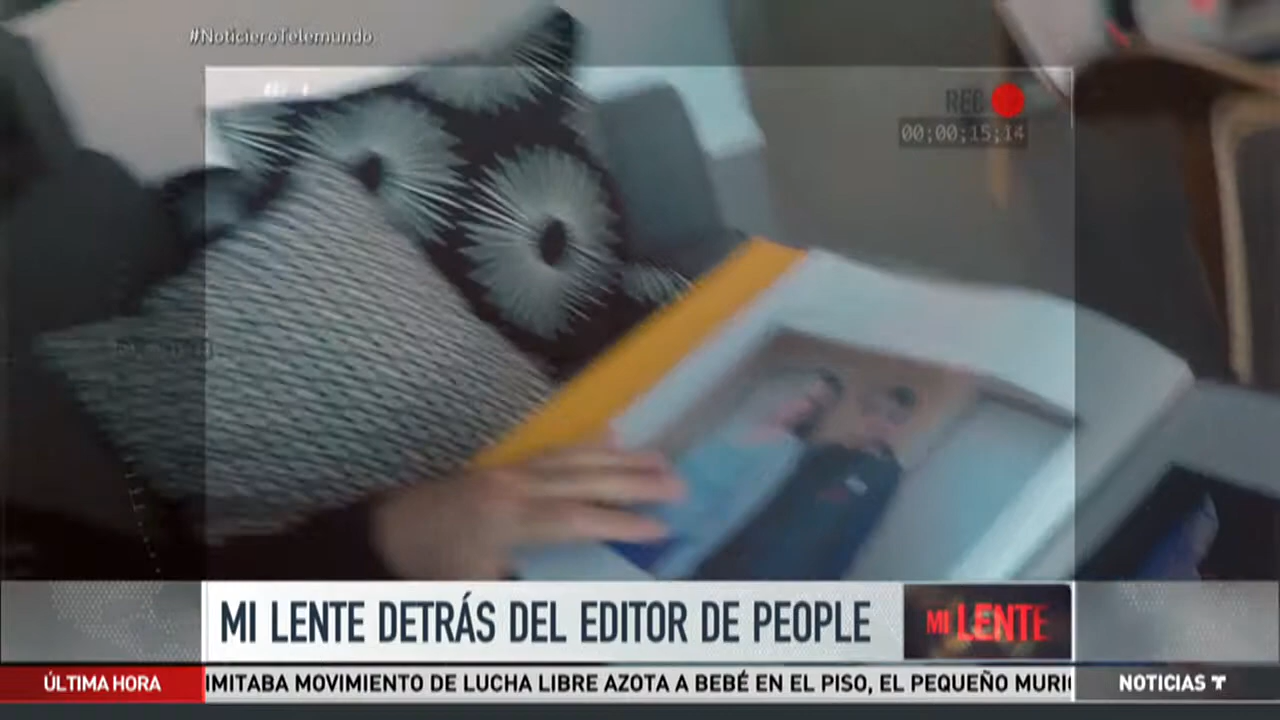 #NoticieroTelemundo
REC
00;00;15;14
MI LENTE DETRÁS DEL EDITOR DE PEOPLE
MI LENTE
ÚLTIMA HORA
IMITABA MOVIMIENTO DE LUCHA LIBRE AZOTA A BEBÉ EN EL PISO, EL PEQUEÑO MURI
NOTICIAS T